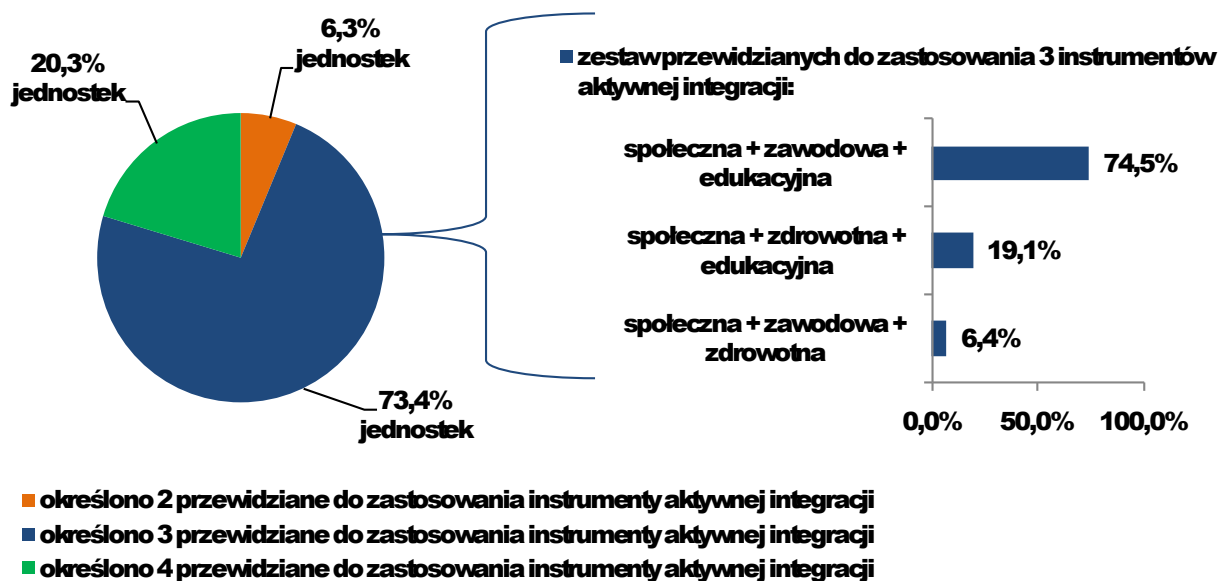 6,3%
jednostek
20,3%
jednostek
73,4%
jednostek
zestaw przewidzianych do zastosowania 3 instrumentów
aktywnej integracji:
społeczna + zawodowa +
edukacyjna
74,5%
społeczna + zdrowotna +
edukacyjna
19,1%
społeczna + zawodowa +
zdrowotna
6,4%
0,0% 50,0% 100,0%
określono 2 przewidziane do zastosowania instrumenty aktywnej integracji
określono 3 przewidziane do zastosowania instrumenty aktywnej integracji
określono 4 przewidziane do zastosowania instrumenty aktywnej integracji